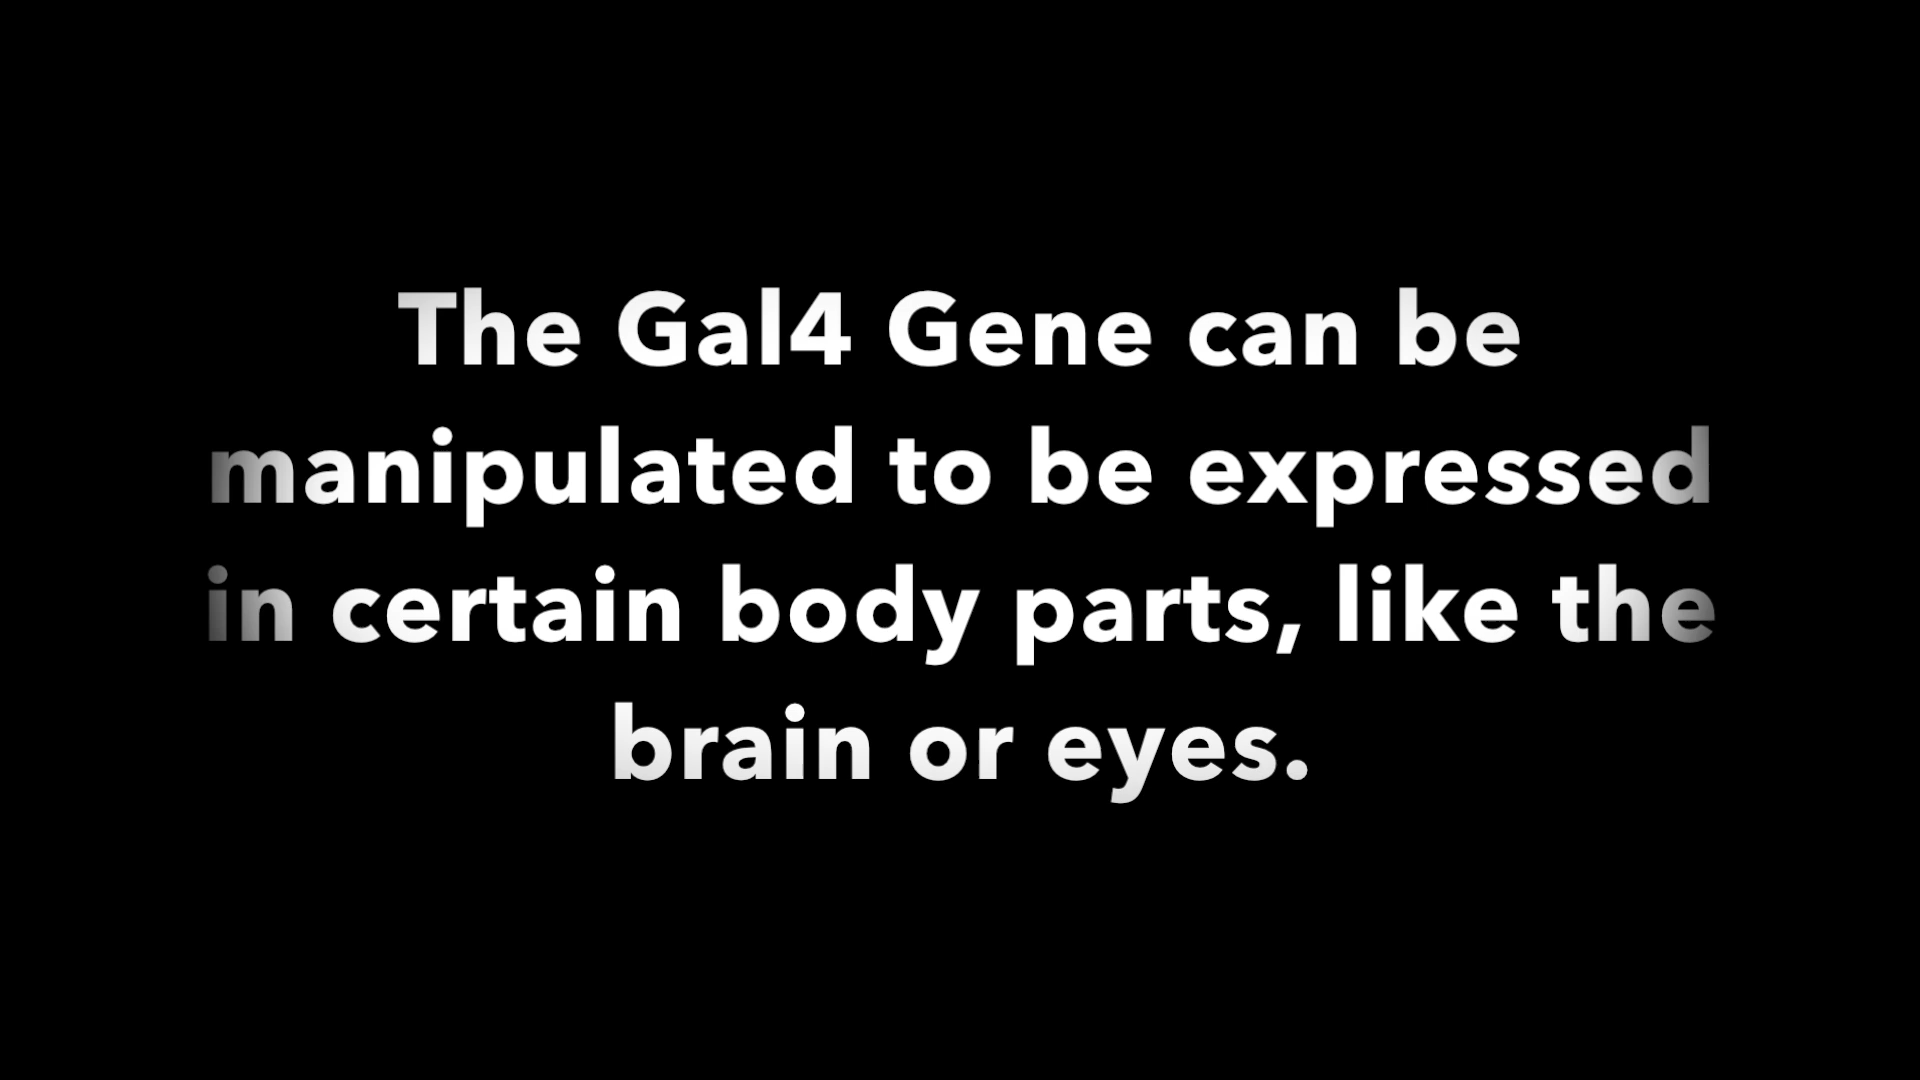 The Gal4 Gene can be
manipulated to be expressed
in certain body parts, like the
brain or eyes.